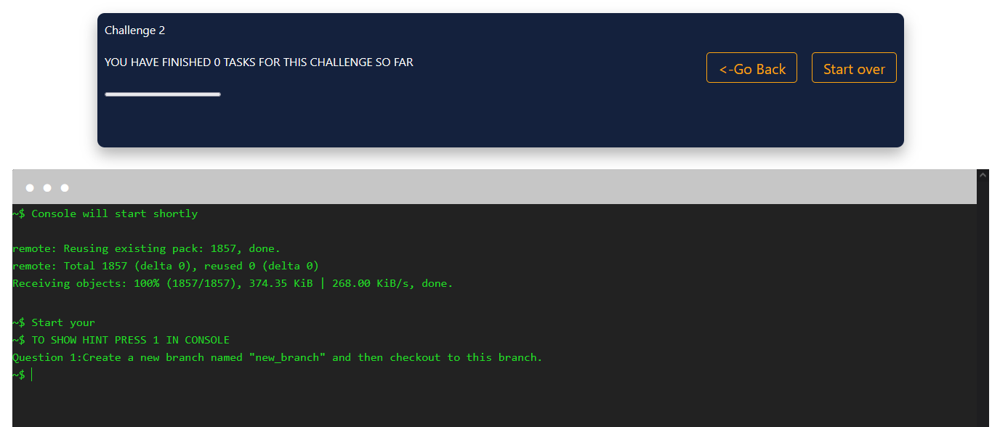 Challenge 2
YOU HAVE FINISHED 0 TASKS FOR THIS CHALLENGE SO FAR
<-Go Back
Start over
~$ Console will start shortly
remote: Reusing existing pack: 1857, done.
remote: Total 1857 (delta 0), reused 0 (delta 0)
Receiving objects: 100% (1857/1857), 374.35 KiB | 268.00 KiB/s, done.
~$ Start your
~$ TO SHOW HINT PRESS 1 IN CONSOLE
Question 1:Create a new branch named "new_branch" and then checkout to this branch.
~$